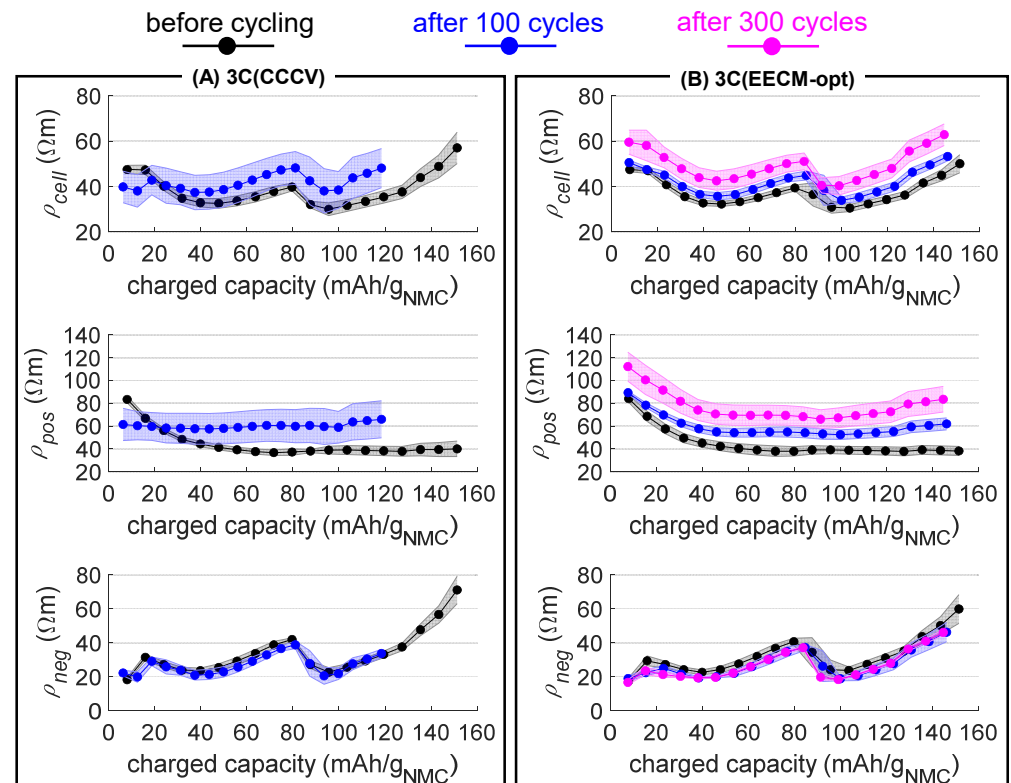 before cycling after 100 cycles after 300 cycles
(A) 3C(CCCV)
80
60
40
20
ρcell (Ωm)
0 20 40 60 80 100 120 140 160
charged capacity (mAh/gNMC)
140
120
100
80
60
40
20
ρpos (Ωm)
0 20 40 60 80 100 120 140 160
charged capacity (mAh/gNMC)
80
60
40
20
0
ρneg (Ωm)
0 20 40 60 80 100 120 140 160
charged capacity (mAh/gNMC)
(B) 3C(EECM-opt)
80
60
40
20
ρcell (Ωm)
0 20 40 60 80 100 120 140 160
charged capacity (mAh/gNMC)
140
120
100
80
60
40
20
ρpos (Ωm)
0 20 40 60 80 100 120 140 160
charged capacity (mAh/gNMC)
80
60
40
20
0
ρneg (Ωm)
0 20 40 60 80 100 120 140 160
charged capacity (mAh/gNMC)